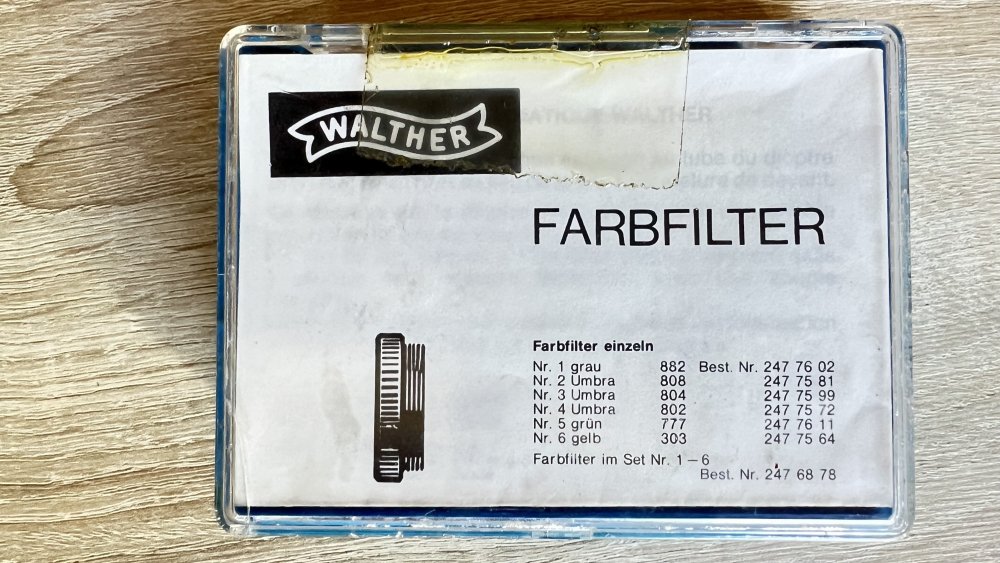 WALTHER
FARBFILTER
Farbfilter einzeln
Nr. 1 grau 882 Best. Nr. 247 76 02
Nr. 2 Umbra 808 247 75 81
Nr. 3 Umbra 804 247 75 99
Nr. 4 Umbra 802 247 75 72
Nr. 5 grün 777 247 76 11
Nr. 6 gelb 303 247 75 64
Farbfilter im Set Nr. 1 – 6
Best. Nr. 247 68 78